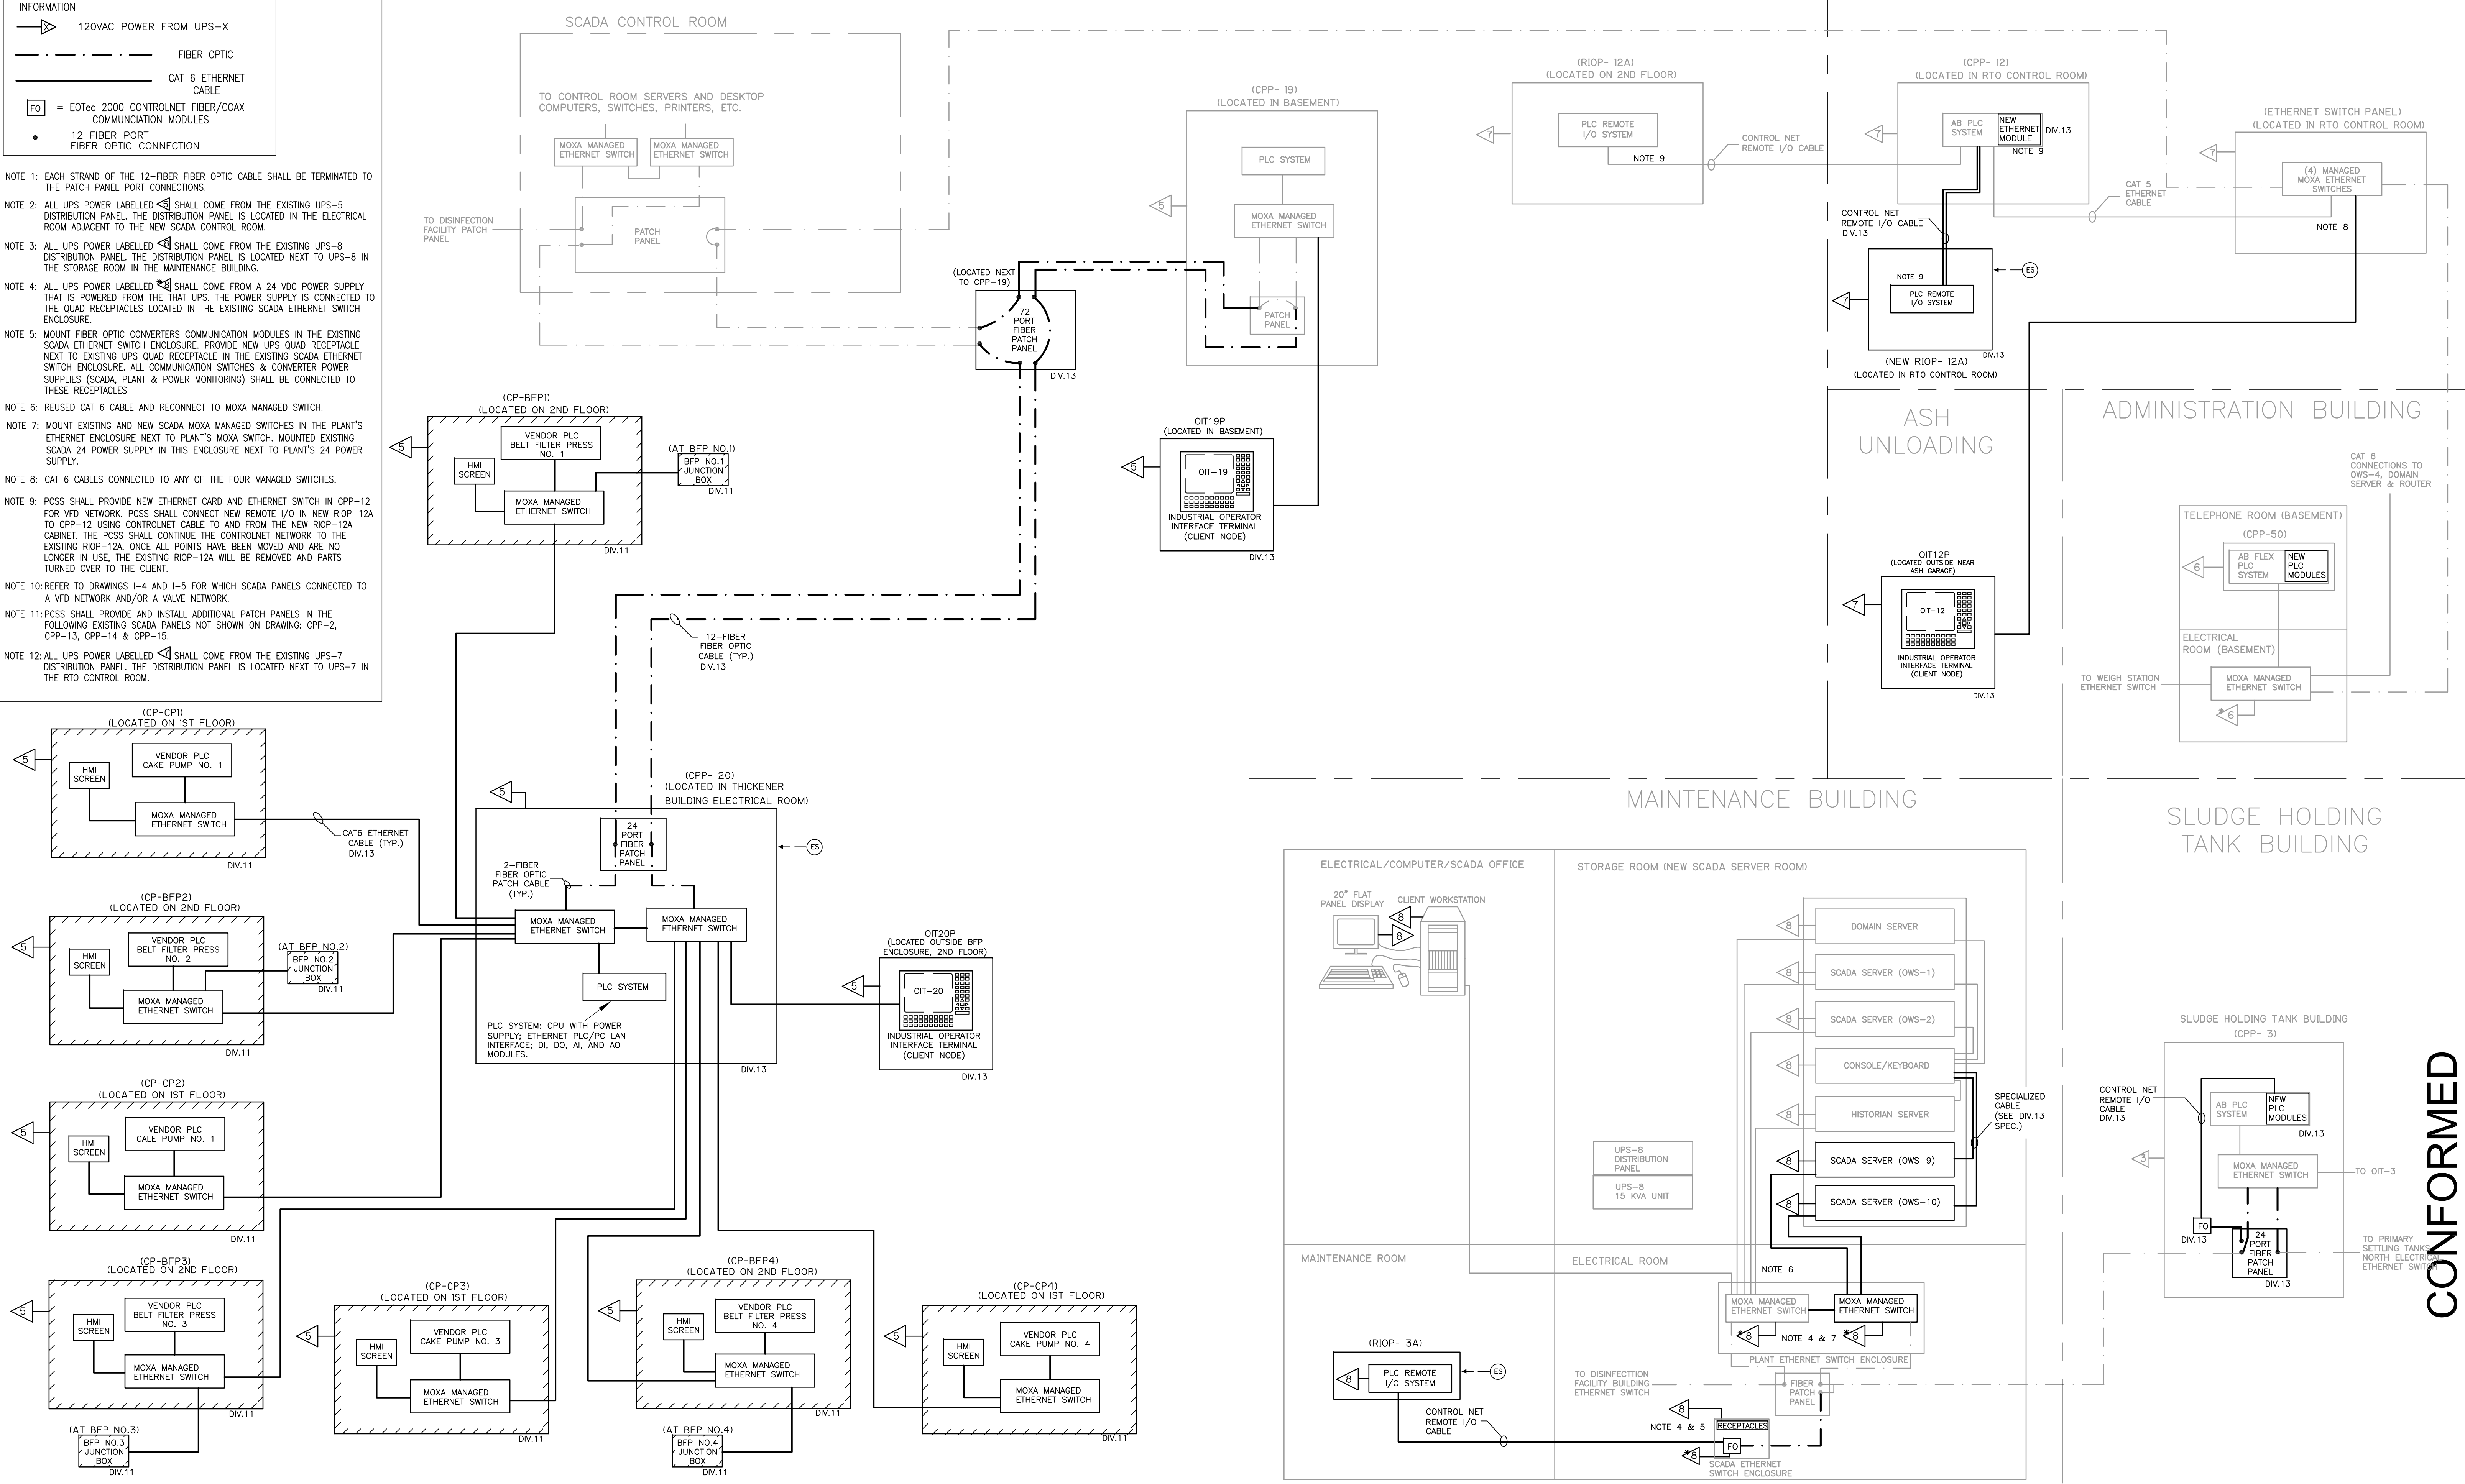 INFORMATION
X
120VAC POWER FROM UPS-X
FIBER OPTIC
CAT 6 ETHERNET
CABLE
FO
= EOTec 2000 CONTROLNET FIBER/COAX
COMMUNCIATION MODULES
12 FIBER PORT
FIBER OPTIC CONNECTION
NOTE 1: EACH STRAND OF THE 12-FIBER FIBER OPTIC CABLE SHALL BE TERMINATED TO
THE PATCH PANEL PORT CONNECTIONS.
NOTE 2: ALL UPS POWER LABELLED 5 SHALL COME FROM THE EXISTING UPS-5
DISTRIBUTION PANEL. THE DISTRIBUTION PANEL IS LOCATED IN THE ELECTRICAL
ROOM ADJACENT TO THE NEW SCADA CONTROL ROOM.
NOTE 3: ALL UPS POWER LABELLED 8 SHALL COME FROM THE EXISTING UPS-8
DISTRIBUTION PANEL. THE DISTRIBUTION PANEL IS LOCATED NEXT TO UPS-8 IN
THE STORAGE ROOM IN THE MAINTENANCE BUILDING.
NOTE 4: ALL UPS POWER LABELLED *8 SHALL COME FROM A 24 VDC POWER SUPPLY
THAT IS POWERED FROM THE THAT UPS. THE POWER SUPPLY IS CONNECTED TO
THE QUAD RECEPTACLES LOCATED IN THE EXISTING SCADA ETHERNET SWITCH
ENCLOSURE.
NOTE 5: MOUNT FIBER OPTIC CONVERTERS COMMUNICATION MODULES IN THE EXISTING
SCADA ETHERNET SWITCH ENCLOSURE. PROVIDE NEW UPS QUAD RECEPTACLE
NEXT TO EXISTING UPS QUAD RECEPTACLE IN THE EXISTING SCADA ETHERNET
SWITCH ENCLOSURE. ALL COMMUNICATION SWITCHES & CONVERTER POWER
SUPPLIES (SCADA, PLANT & POWER MONITORING) SHALL BE CONNECTED TO
THESE RECEPTACLES
NOTE 6: REUSED CAT 6 CABLE AND RECONNECT TO MOXA MANAGED SWITCH.
NOTE 7: MOUNT EXISTING AND NEW SCADA MOXA MANAGED SWITCHES IN THE PLANT'S
ETHERNET ENCLOSURE NEXT TO PLANT'S MOXA SWITCH. MOUNTED EXISTING
SCADA 24 POWER SUPPLY IN THIS ENCLOSURE NEXT TO PLANT'S 24 POWER
SUPPLY.
NOTE 8: CAT 6 CABLES CONNECTED TO ANY OF THE FOUR MANAGED SWITCHES.
NOTE 9: PCSS SHALL PROVIDE NEW ETHERNET CARD AND ETHERNET SWITCH IN CPP-12
FOR VFD NETWORK. PCSS SHALL CONNECT NEW REMOTE I/O IN NEW RIOP-12A
TO CPP-12 USING CONTROLNET CABLE TO AND FROM THE NEW RIOP-12A
CABINET. THE PCSS SHALL CONTINUE THE CONTROLNET NETWORK TO THE
EXISTING RIOP-12A. ONCE ALL POINTS HAVE BEEN MOVED AND ARE NO
LONGER IN USE, THE EXISTING RIOP-12A WILL BE REMOVED AND PARTS
TURNED OVER TO THE CLIENT.
NOTE 10: REFER TO DRAWINGS I-4 AND I-5 FOR WHICH SCADA PANELS CONNECTED TO
A VFD NETWORK AND/OR A VALVE NETWORK.
NOTE 11: PCSS SHALL PROVIDE AND INSTALL ADDITIONAL PATCH PANELS IN THE
FOLLOWING EXISTING SCADA PANELS NOT SHOWN ON DRAWING: CPP-2,
CPP-13, CPP-14 & CPP-15.
NOTE 12: ALL UPS POWER LABELLED 7 SHALL COME FROM THE EXISTING UPS-7
DISTRIBUTION PANEL. THE DISTRIBUTION PANEL IS LOCATED NEXT TO UPS-7 IN
THE RTO CONTROL ROOM.
SCADA CONTROL ROOM
TO CONTROL ROOM SERVERS AND DESKTOP
COMPUTERS, SWITCHES, PRINTERS, ETC.
MOXA MANAGED
ETHERNET SWITCH
MOXA MANAGED
ETHERNET SWITCH
TO DISINFECTION
FACILITY PATCH
PANEL
PATCH
PANEL
(LOCATED NEXT
TO CPP-19)
72
PORT
FIBER
PATCH
PANEL
DIV.13
(CPP- 19)
(LOCATED IN BASEMENT)
PLC SYSTEM
5
MOXA MANAGED
ETHERNET SWITCH
PATCH
PANEL
OIT19P
(LOCATED IN BASEMENT)
5
OIT-19
INDUSTRIAL OPERATOR
INTERFACE TERMINAL
(CLIENT NODE)
DIV.13
(RIOP- 12A)
(LOCATED ON 2ND FLOOR)
7
PLC REMOTE
I/O SYSTEM
NOTE 9
CONTROL NET
REMOTE I/O CABLE
(CPP- 12)
(LOCATED IN RTO CONTROL ROOM)
7
AB PLC
SYSTEM
NEW
ETHERNET
MODULE
DIV.13
NOTE 9
CONTROL NET
REMOTE I/O CABLE
DIV.13
CAT 5
ETHERNET
CABLE
(ETHERNET SWITCH PANEL)
(LOCATED IN RTO CONTROL ROOM)
7
(4) MANAGED
MOXA ETHERNET
SWITCHES
NOTE 8
NOTE 9
ES
7
PLC REMOTE
I/O SYSTEM
DIV.13
(NEW RIOP- 12A)
(LOCATED IN RTO CONTROL ROOM)
ASH
UNLOADING
OIT12P
(LOCATED OUTSIDE NEAR
ASH GARAGE)
7
OIT-12
INDUSTRIAL OPERATOR
INTERFACE TERMINAL
(CLIENT NODE)
DIV.13
ADMINISTRATION BUILDING
CAT 6
CONNECTIONS TO
OWS-4, DOMAIN
SERVER & ROUTER
TELEPHONE ROOM (BASEMENT)
(CPP-50)
6
AB FLEX
PLC
SYSTEM
NEW
PLC
MODULES
ELECTRICAL
ROOM (BASEMENT)
TO WEIGH STATION
ETHERNET SWITCH
MOXA MANAGED
ETHERNET SWITCH
*6
(CP-BFP1)
(LOCATED ON 2ND FLOOR)
5
VENDOR PLC
BELT FILTER PRESS
NO. 1
HMI
SCREEN
MOXA MANAGED
ETHERNET SWITCH
DIV.11
(AT BFP NO.1)
BFP NO.1
JUNCTION
BOX
DIV.11
12-FIBER
FIBER OPTIC
CABLE (TYP.)
DIV.13
(CP-CP1)
(LOCATED ON 1ST FLOOR)
5
VENDOR PLC
CAKE PUMP NO. 1
HMI
SCREEN
MOXA MANAGED
ETHERNET SWITCH
DIV.11
CAT6 ETHERNET
CABLE (TYP.)
DIV.13
(CP-BFP2)
(LOCATED ON 2ND FLOOR)
5
VENDOR PLC
BELT FILTER PRESS
NO. 2
HMI
SCREEN
MOXA MANAGED
ETHERNET SWITCH
DIV.11
(AT BFP NO.2)
BFP NO.2
JUNCTION
BOX
DIV.11
(CP-CP2)
(LOCATED ON 1ST FLOOR)
5
VENDOR PLC
CALE PUMP NO. 1
HMI
SCREEN
MOXA MANAGED
ETHERNET SWITCH
DIV.11
(CPP- 20)
(LOCATED IN THICKENER
BUILDING ELECTRICAL ROOM)
5
24
PORT
FIBER
PATCH
PANEL
ES
2-FIBER
FIBER OPTIC
PATCH CABLE
(TYP.)
MOXA MANAGED
ETHERNET SWITCH
MOXA MANAGED
ETHERNET SWITCH
PLC SYSTEM
PLC SYSTEM: CPU WITH POWER
SUPPLY; ETHERNET PLC/PC LAN
INTERFACE; DI, DO, AI, AND AO
MODULES.
DIV.13
OIT20P
(LOCATED OUTSIDE BFP
ENCLOSURE, 2ND FLOOR)
5
OIT-20
INDUSTRIAL OPERATOR
INTERFACE TERMINAL
(CLIENT NODE)
DIV.13
(CP-BFP3)
(LOCATED ON 2ND FLOOR)
5
VENDOR PLC
BELT FILTER PRESS
NO. 3
HMI
SCREEN
MOXA MANAGED
ETHERNET SWITCH
DIV.11
(AT BFP NO.3)
BFP NO.3
JUNCTION
BOX
DIV.11
(CP-CP3)
(LOCATED ON 1ST FLOOR)
5
VENDOR PLC
CAKE PUMP NO. 3
HMI
SCREEN
MOXA MANAGED
ETHERNET SWITCH
DIV.11
(CP-BFP4)
(LOCATED ON 2ND FLOOR)
5
VENDOR PLC
BELT FILTER PRESS
NO. 4
HMI
SCREEN
MOXA MANAGED
ETHERNET SWITCH
DIV.11
(AT BFP NO.4)
BFP NO.4
JUNCTION
BOX
DIV.11
(CP-CP4)
(LOCATED ON 1ST FLOOR)
5
VENDOR PLC
CAKE PUMP NO. 4
HMI
SCREEN
MOXA MANAGED
ETHERNET SWITCH
DIV.11
MAINTENANCE BUILDING
ELECTRICAL/COMPUTER/SCADA OFFICE
20" FLAT
PANEL DISPLAY
CLIENT WORKSTATION
8
8
STORAGE ROOM (NEW SCADA SERVER ROOM)
8
DOMAIN SERVER
8
SCADA SERVER (OWS-1)
8
SCADA SERVER (OWS-2)
8
CONSOLE/KEYBOARD
8
HISTORIAN SERVER
8
SCADA SERVER (OWS-9)
8
SCADA SERVER (OWS-10)
SPECIALIZED
CABLE
(SEE DIV.13
SPEC.)
UPS-8
DISTRIBUTION
PANEL
UPS-8
15 KVA UNIT
MAINTENANCE ROOM
ELECTRICAL ROOM
NOTE 6
MOXA MANAGED
ETHERNET SWITCH
MOXA MANAGED
ETHERNET SWITCH
*8
NOTE 4 & 7
*8
PLANT ETHERNET SWITCH ENCLOSURE
(RIOP- 3A)
8
PLC REMOTE
I/O SYSTEM
ES
TO DISINFECTTION
FACILITY BUILDING
ETHERNET SWITCH
FIBER
PATCH
PANEL
CONTROL NET
REMOTE I/O
CABLE
8
NOTE 4 & 5
RECEPTACLES
FO
*8
SCADA ETHERNET
SWITCH ENCLOSURE
SLUDGE HOLDING
TANK BUILDING
SLUDGE HOLDING TANK BUILDING
(CPP- 3)
CONTROL NET
REMOTE I/O
CABLE
DIV.13
AB PLC
SYSTEM
NEW
PLC
MODULES
DIV.13
3
MOXA MANAGED
ETHERNET SWITCH
TO OIT-3
FO
DIV.13
24
PORT
FIBER
PATCH
PANEL
DIV.13
TO PRIMARY
SETTLING TANKS
NORTH ELECTRICAL
ETHERNET SWITCH
CONFORMED